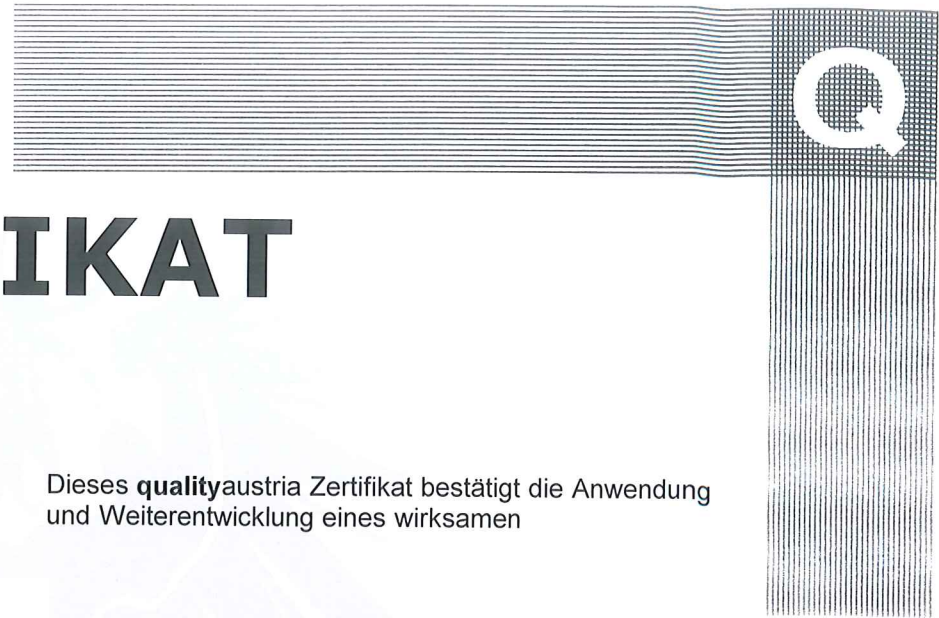 Q
IKAT
Dieses qualityaustria Zertifikat bestätigt die Anwendung
und Weiterentwicklung eines wirksamen